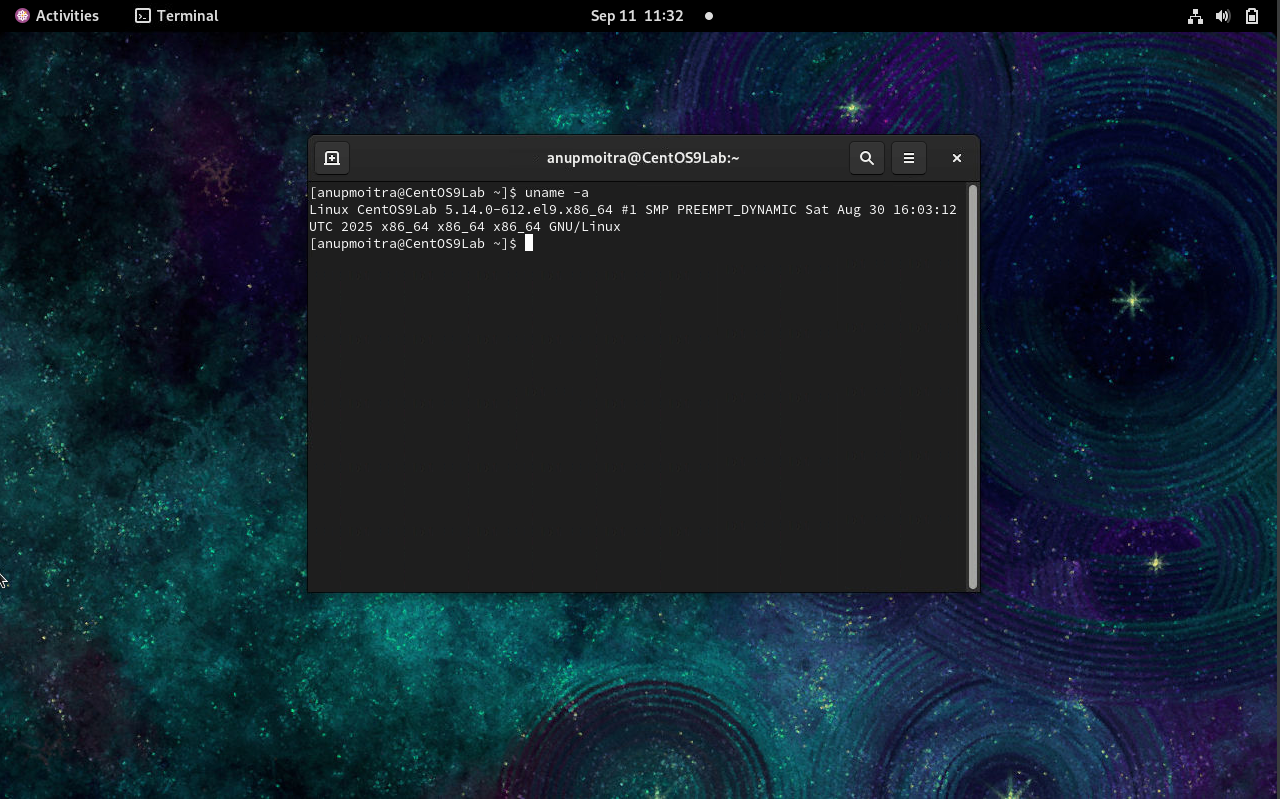 Activities
Terminal
Sep 11 11:32
anupmoitra@CentOS9Lab:~
[anupmoitra@CentOS9Lab ~]$ uname -a
Linux CentOS9Lab 5.14.0-612.el9.x86_64 #1 SMP PREEMPT_DYNAMIC Sat Aug 30 16:03:12
UTC 2025 x86_64 x86_64 x86_64 GNU/Linux
[anupmoitra@CentOS9Lab ~]$